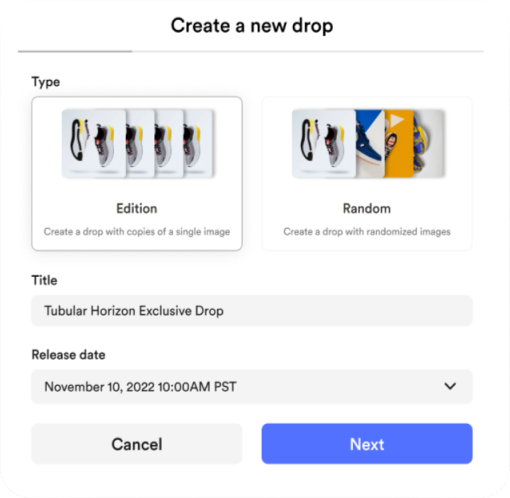 Create a new drop
Type
Edition
Create a drop with copies of a single image
Random
Create a drop with randomized images
Title
Tubular Horizon Exclusive Drop
Release date
November 10, 2022 10:00AM PST
Cancel
Next